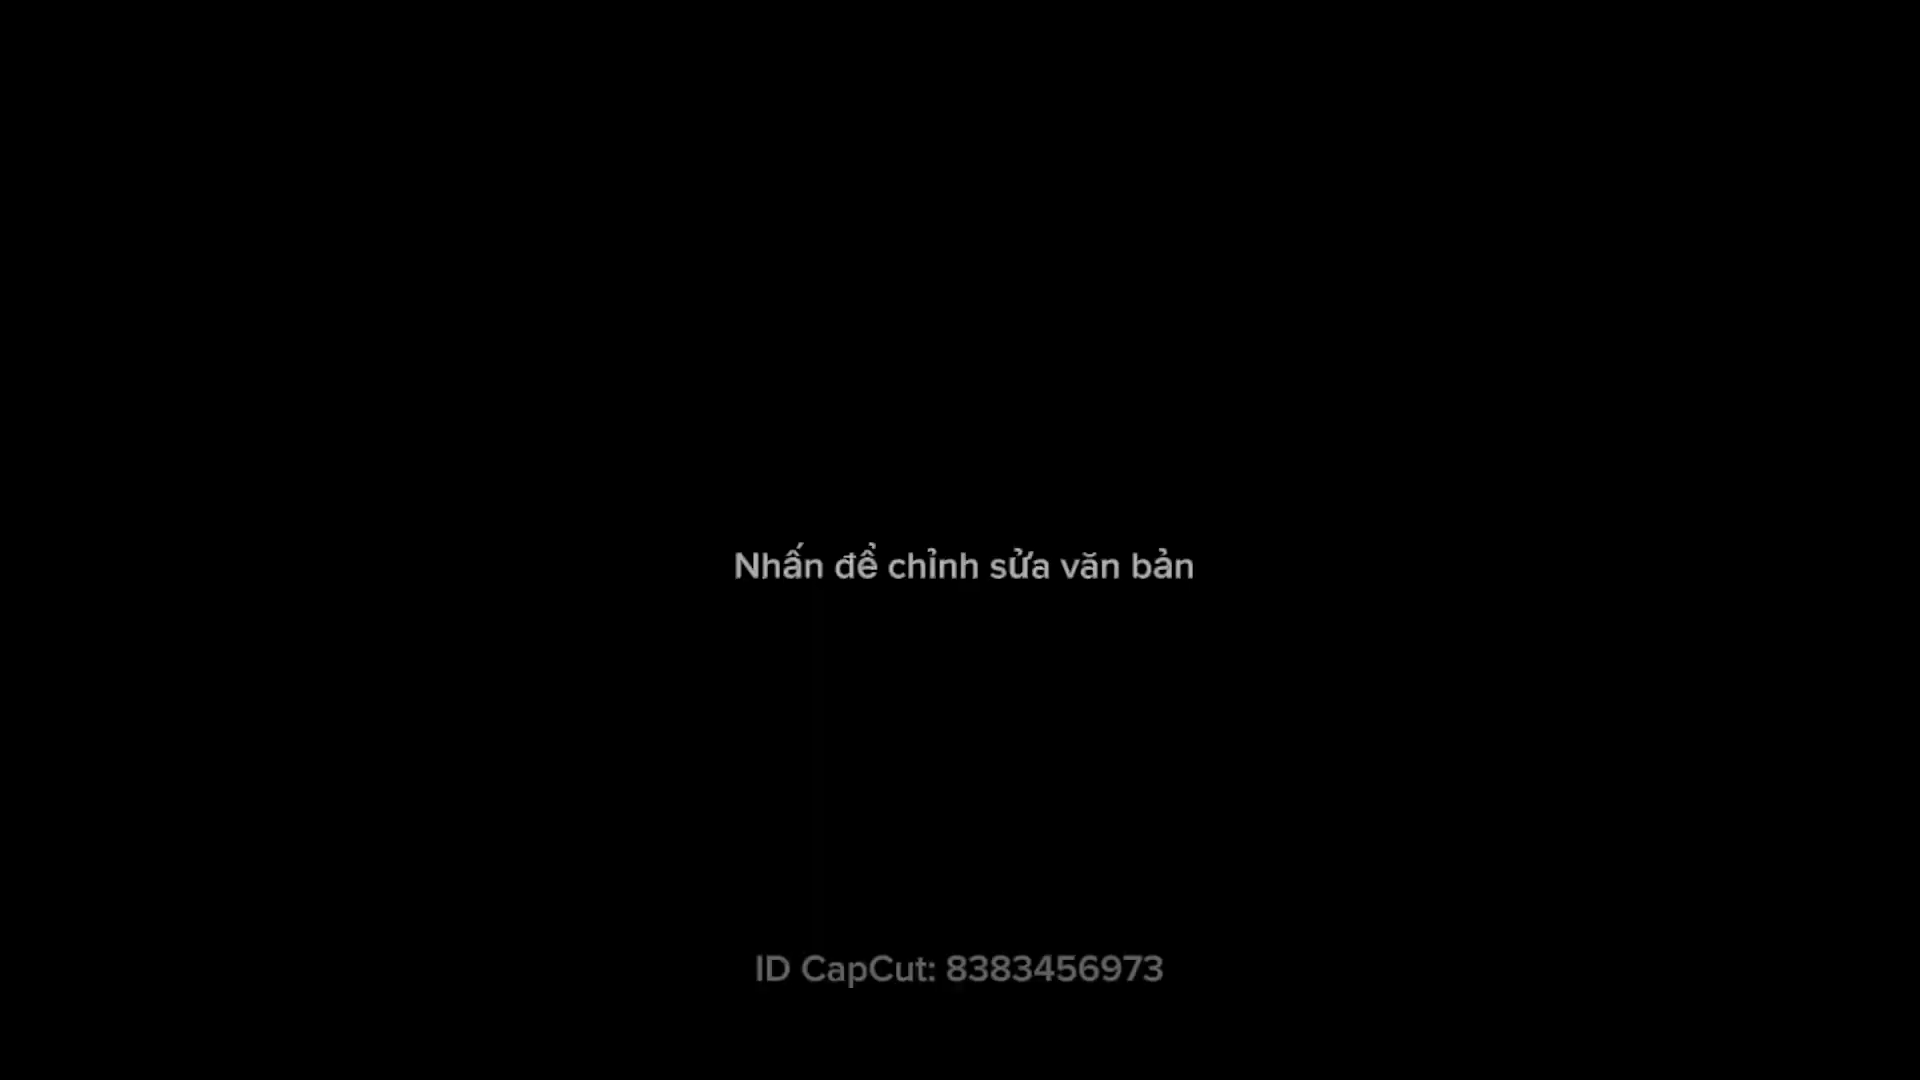 Nhấn để chỉnh sửa văn bản
ID CapCut: 8383456973